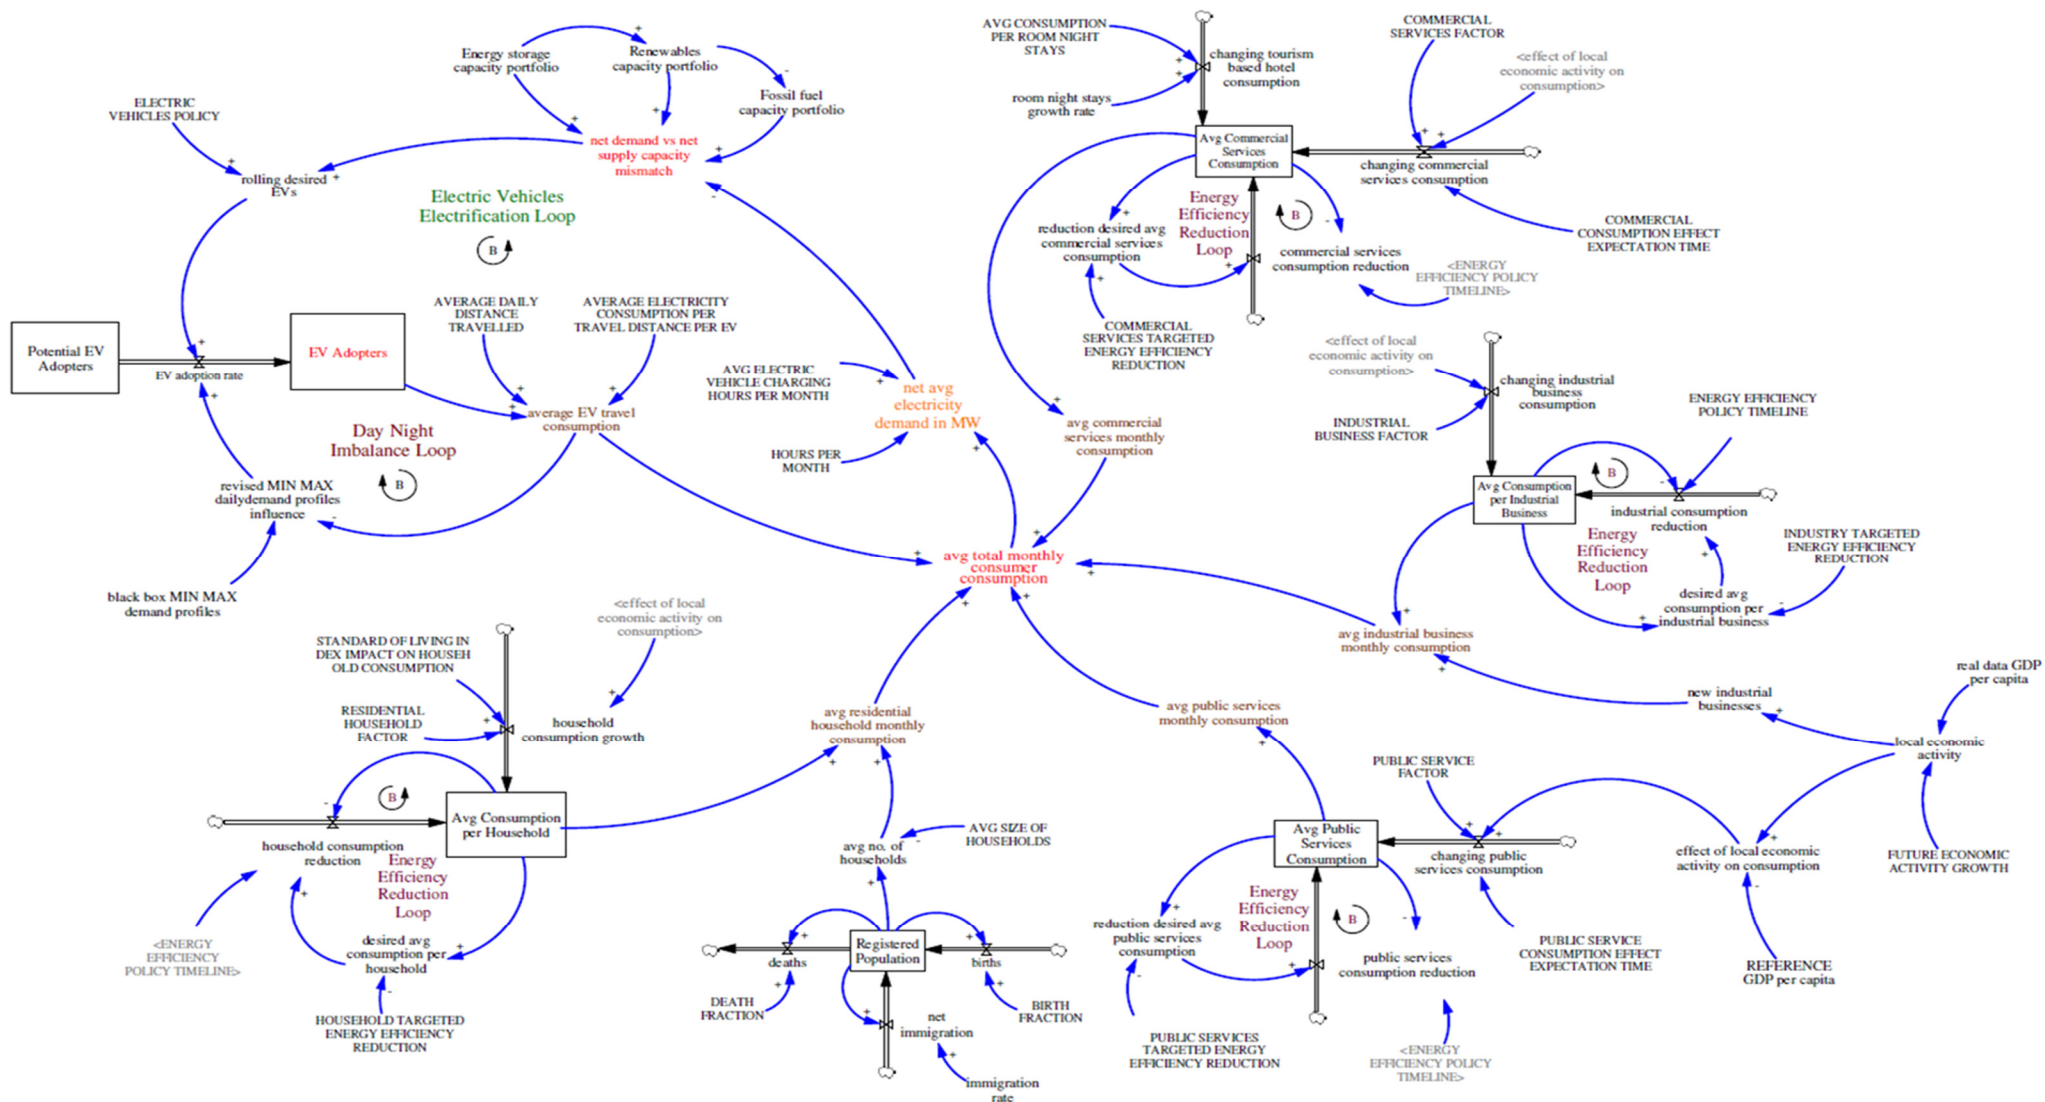 Energy storage
capacity portfolio
Renewables
capacity portfolio
Fossil fuel
capacity portfolio
ELECTRIC
VEHICLES POLICY
net demand vs net
supply capacity
mismatch
rolling desired
EVs
Electric Vehicles
Electrification Loop
B
Potential EV
Adopters
EV adoption rate
EV Adopters
AVERAGE DAILY
DISTANCE
TRAVELLED
AVERAGE ELECTRICITY
CONSUMPTION PER
TRAVEL DISTANCE PER EV
average EV travel
consumption
Day Night
Imbalance Loop
B
revised MIN MAX
dailydemand profiles
influence
black box MIN MAX
demand profiles
AVG ELECTRIC
VEHICLE CHARGING
HOURS PER MONTH
net avg
electricity
demand in MW
HOURS PER
MONTH
avg total monthly
consumer
consumption
AVG CONSUMPTION
PER ROOM NIGHT
STAYS
changing tourism
based hotel
consumption
room night stays
growth rate
COMMERCIAL
SERVICES FACTOR
<effect of local
economic activity on
consumption>
Avg Commercial
Services
Consumption
changing commercial
services consumption
COMMERCIAL
CONSUMPTION EFFECT
EXPECTATION TIME
Energy
Efficiency
Reduction
Loop
B
reduction desired avg
commercial services
consumption
commercial services
consumption reduction
<ENERGY
EFFICIENCY POLICY
TIMELINE>
COMMERCIAL
SERVICES TARGETED
ENERGY EFFICIENCY
REDUCTION
avg commercial
services monthly
consumption
<effect of local
economic activity on
consumption>
changing industrial
business
consumption
INDUSTRIAL
BUSINESS FACTOR
ENERGY EFFICIENCY
POLICY TIMELINE
B
Avg Consumption
per Industrial
Business
industrial consumption
reduction
Energy
Efficiency
Reduction
Loop
INDUSTRY TARGETED
ENERGY EFFICIENCY
REDUCTION
desired avg
consumption per
industrial business
avg industrial business
monthly consumption
new industrial
businesses
real data GDP
per capita
local economic
activity
FUTURE ECONOMIC
ACTIVITY GROWTH
effect of local economic
activity on consumption
REFERENCE
GDP per capita
STANDARD OF LIVING IN
DEX IMPACT ON HOUSEH
OLD CONSUMPTION
<effect of local
economic activity on
consumption>
RESIDENTIAL
HOUSEHOLD
FACTOR
household
consumption growth
B
Avg Consumption
per Household
household consumption
reduction
Energy
Efficiency
Reduction
Loop
<ENERGY
EFFICIENCY
POLICY TIMELINE>
desired avg
consumption per
household
HOUSEHOLD TARGETED
ENERGY EFFICIENCY
REDUCTION
avg residential
household monthly
consumption
avg no. of
households
AVG SIZE OF
HOUSEHOLDS
Registered
Population
deaths
births
DEATH
FRACTION
BIRTH
FRACTION
net
immigration
immigration
rate
avg public services
monthly consumption
PUBLIC SERVICE
FACTOR
Avg Public
Services
Consumption
changing public
services consumption
PUBLIC SERVICE
CONSUMPTION EFFECT
EXPECTATION TIME
Energy
Efficiency
Reduction
Loop
B
reduction desired avg
public services
consumption
public services
consumption reduction
PUBLIC SERVICES
TARGETED ENERGY
EFFICIENCY REDUCTION
<ENERGY
EFFICIENCY POLICY
TIMELINE>